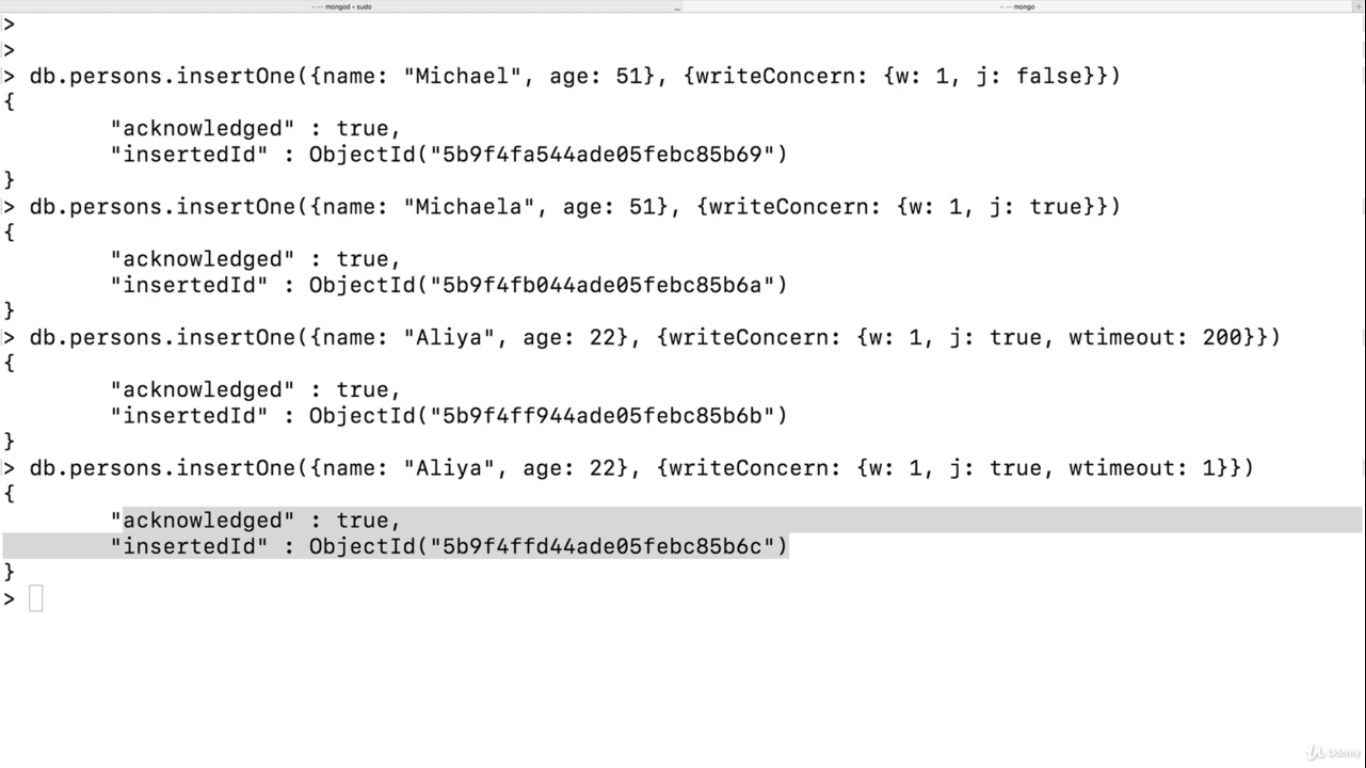 ~ — mongod • sudo
~ — mongo
>
>
> db.persons.insertOne({name: "Michael", age: 51}, {writeConcern: {w: 1, j: false}})
{
"acknowledged" : true,
"insertedId" : ObjectId("5b9f4fa544ade05febc85b69")
}
> db.persons.insertOne({name: "Michaela", age: 51}, {writeConcern: {w: 1, j: true}})
{
"acknowledged" : true,
"insertedId" : ObjectId("5b9f4fb044ade05febc85b6a")
}
> db.persons.insertOne({name: "Aliya", age: 22}, {writeConcern: {w: 1, j: true, wtimeout: 200}})
{
"acknowledged" : true,
"insertedId" : ObjectId("5b9f4ff944ade05febc85b6b")
}
> db.persons.insertOne({name: "Aliya", age: 22}, {writeConcern: {w: 1, j: true, wtimeout: 1}})
{
"acknowledged" : true,
"insertedId" : ObjectId("5b9f4ffd44ade05febc85b6c")
}
>
Udemy